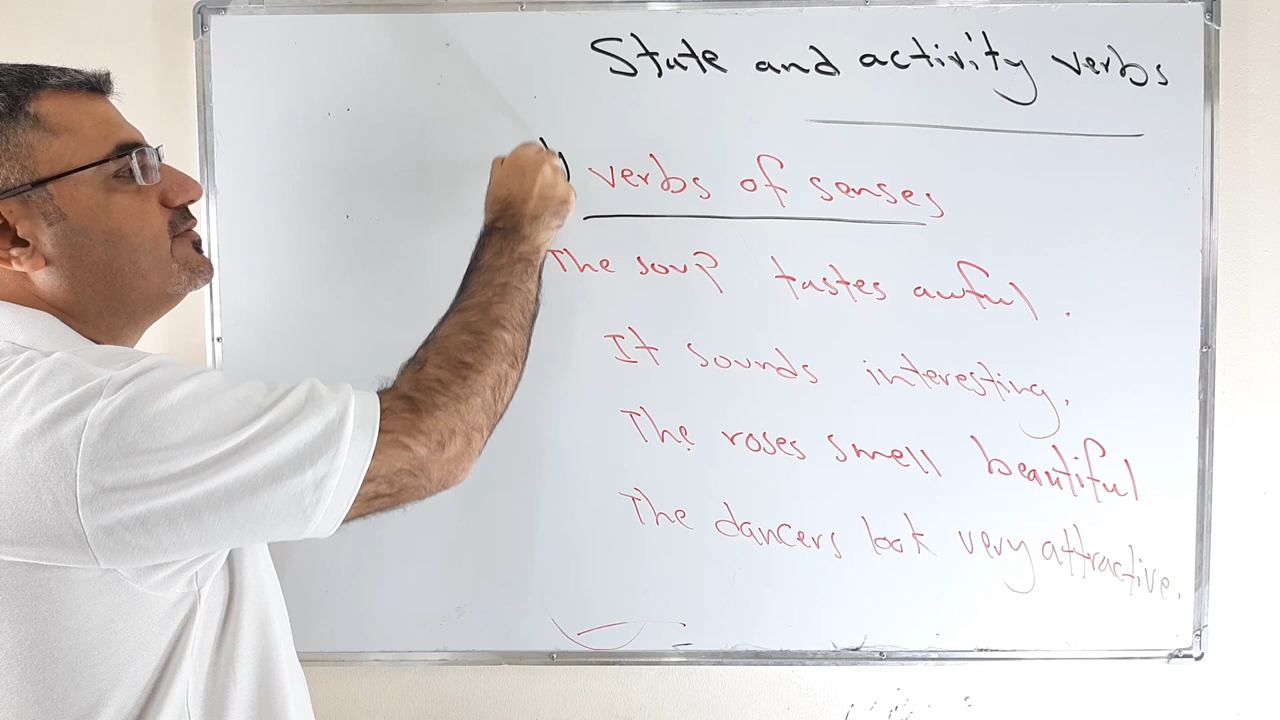 State and activity verbs
verbs of senses
The soup tastes awful.
It sounds interesting.
The roses smell beautiful
The dancers look very attractive.